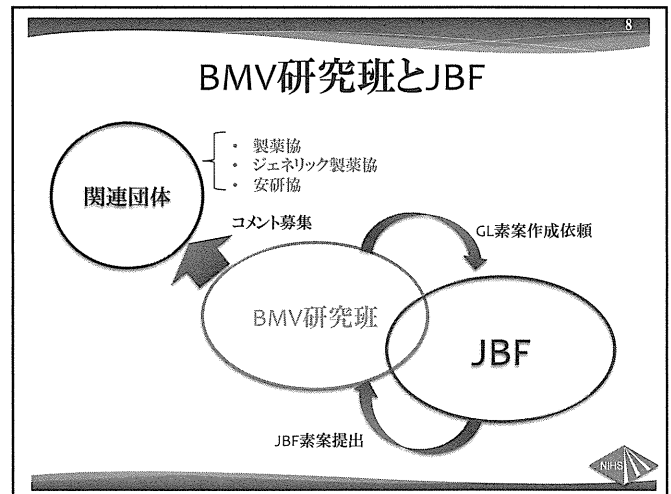 8
BMV研究班とJBF
関連団体
・ 製薬協
・ ジェネリック製薬協
・ 安研協
コメント募集
GL素案作成依頼
BMV研究班
JBF
JBF素案提出
NIHS